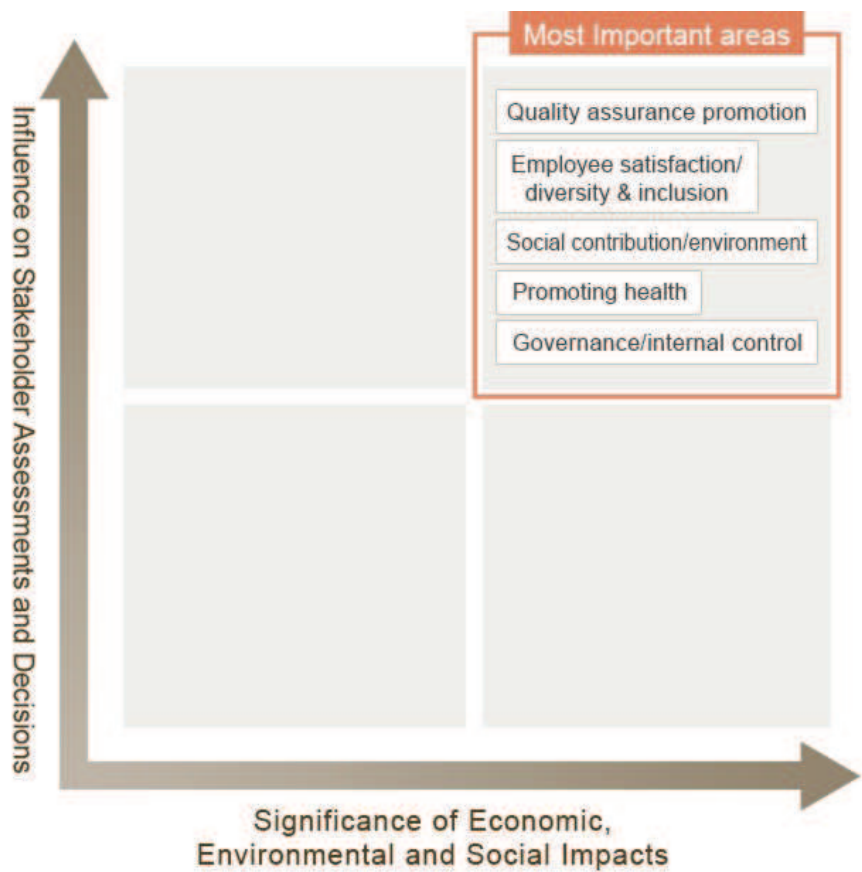 Most Important areas
Quality assurance promotion
Employee satisfaction/
diversity & inclusion
Social contribution/environment
Promoting health
Governance/internal control
Influence on Stakeholder Assessments and Decisions
Significance of Economic,
Environmental and Social Impacts